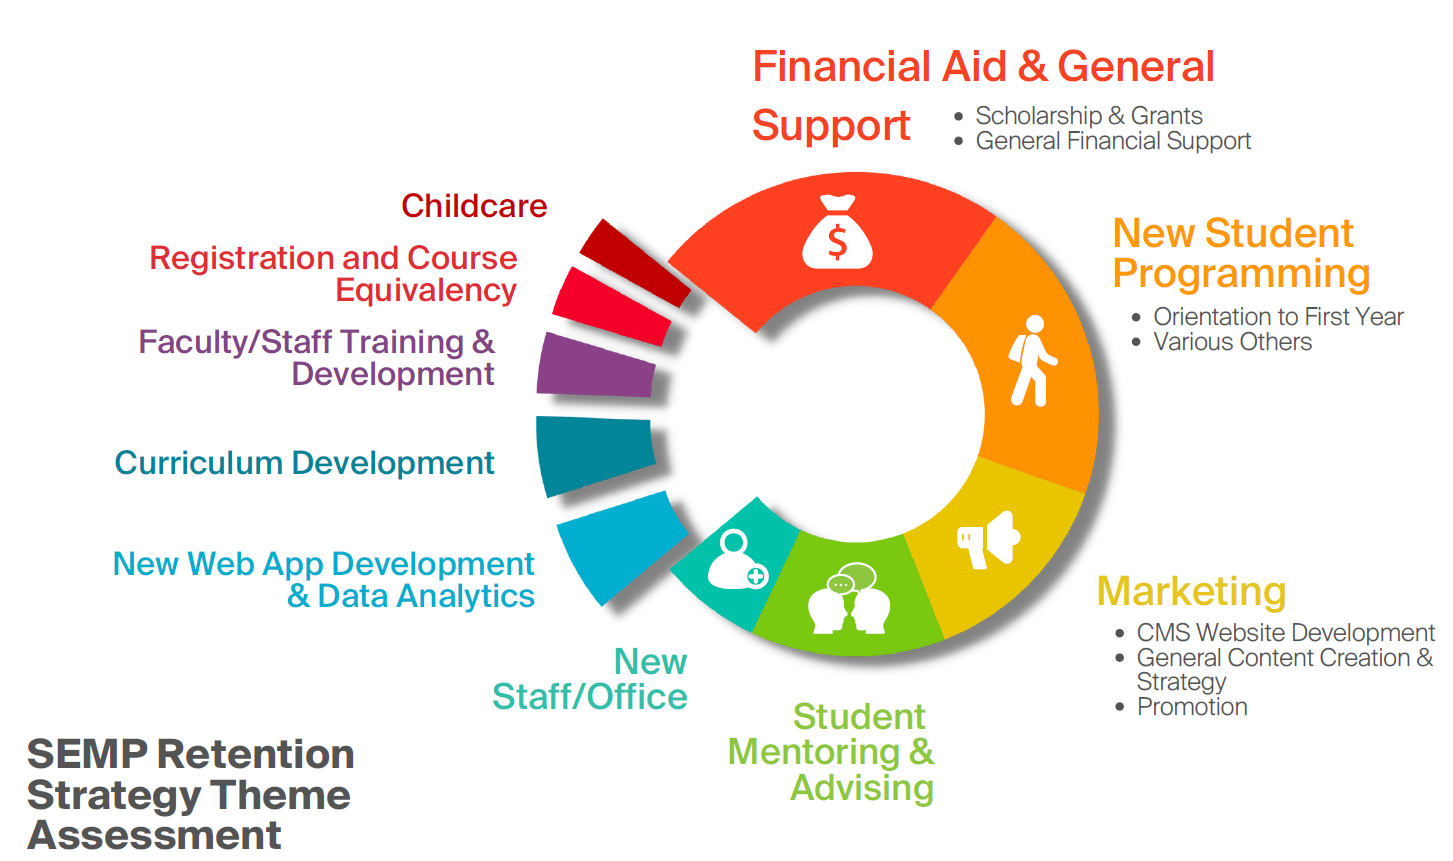 Financial Aid & General
Support
• Scholarship & Grants
• General Financial Support
Childcare
Registration and Course
Equivalency
Faculty/Staff Training &
Development
Curriculum Development
New Web App Development
& Data Analytics
New
Staff/Office
Student
Mentoring &
Advising
New Student
Programming
• Orientation to First Year
• Various Others
Marketing
• CMS Website Development
• General Content Creation &
Strategy
• Promotion
$
SEMP Retention
Strategy Theme
Assessment